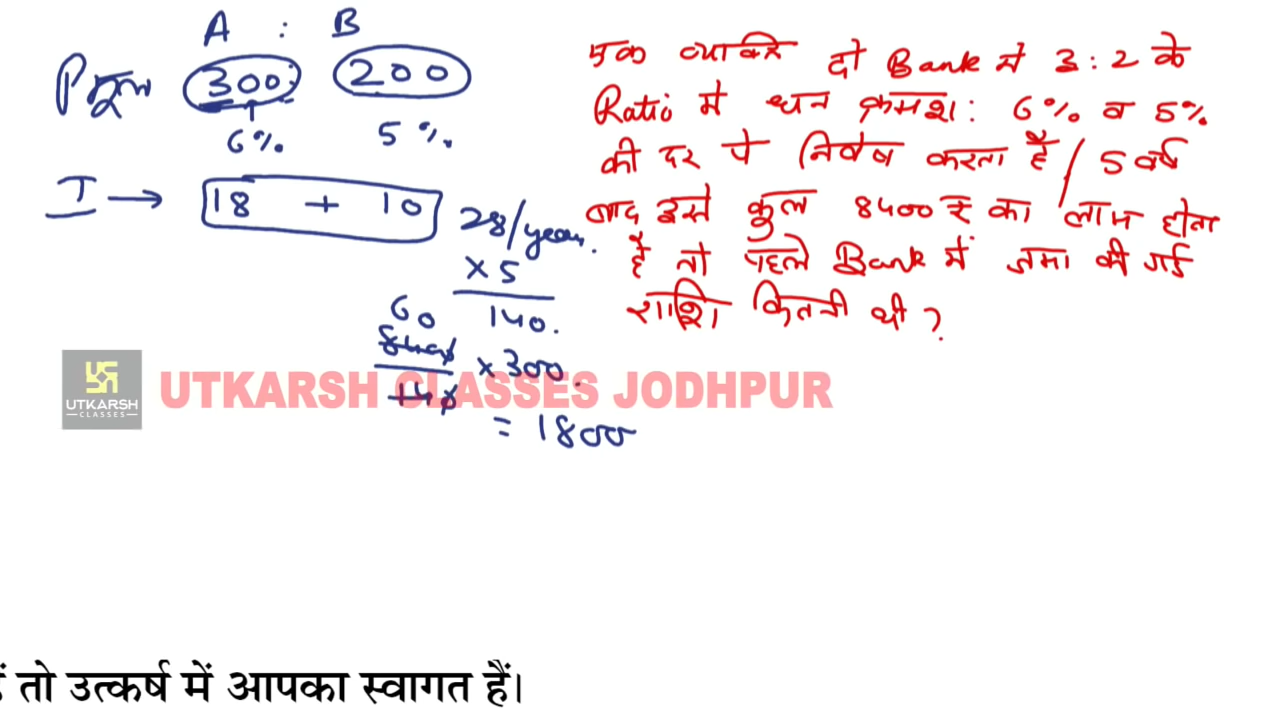 A : B
300 200
6% 5%.
I → 18 + 10 28/year.
× 5
60 140.
8400/140 × 300.
= 1800
एक व्यक्ति दो Bank में 3:2 के
Ratio में धन क्रमश: 6% व 5%
की दर पे निवेश करता है / 5 वर्ष
बाद इसे कुल 8400 ₹ का लाभ होता
है तो पहले Bank में जमा की गई
राशि कितनी थी ?
UTKARSH
CLASSES
UTKARSH CLASSES JODHPUR
तो उत्कर्ष में आपका स्वागत हैं।